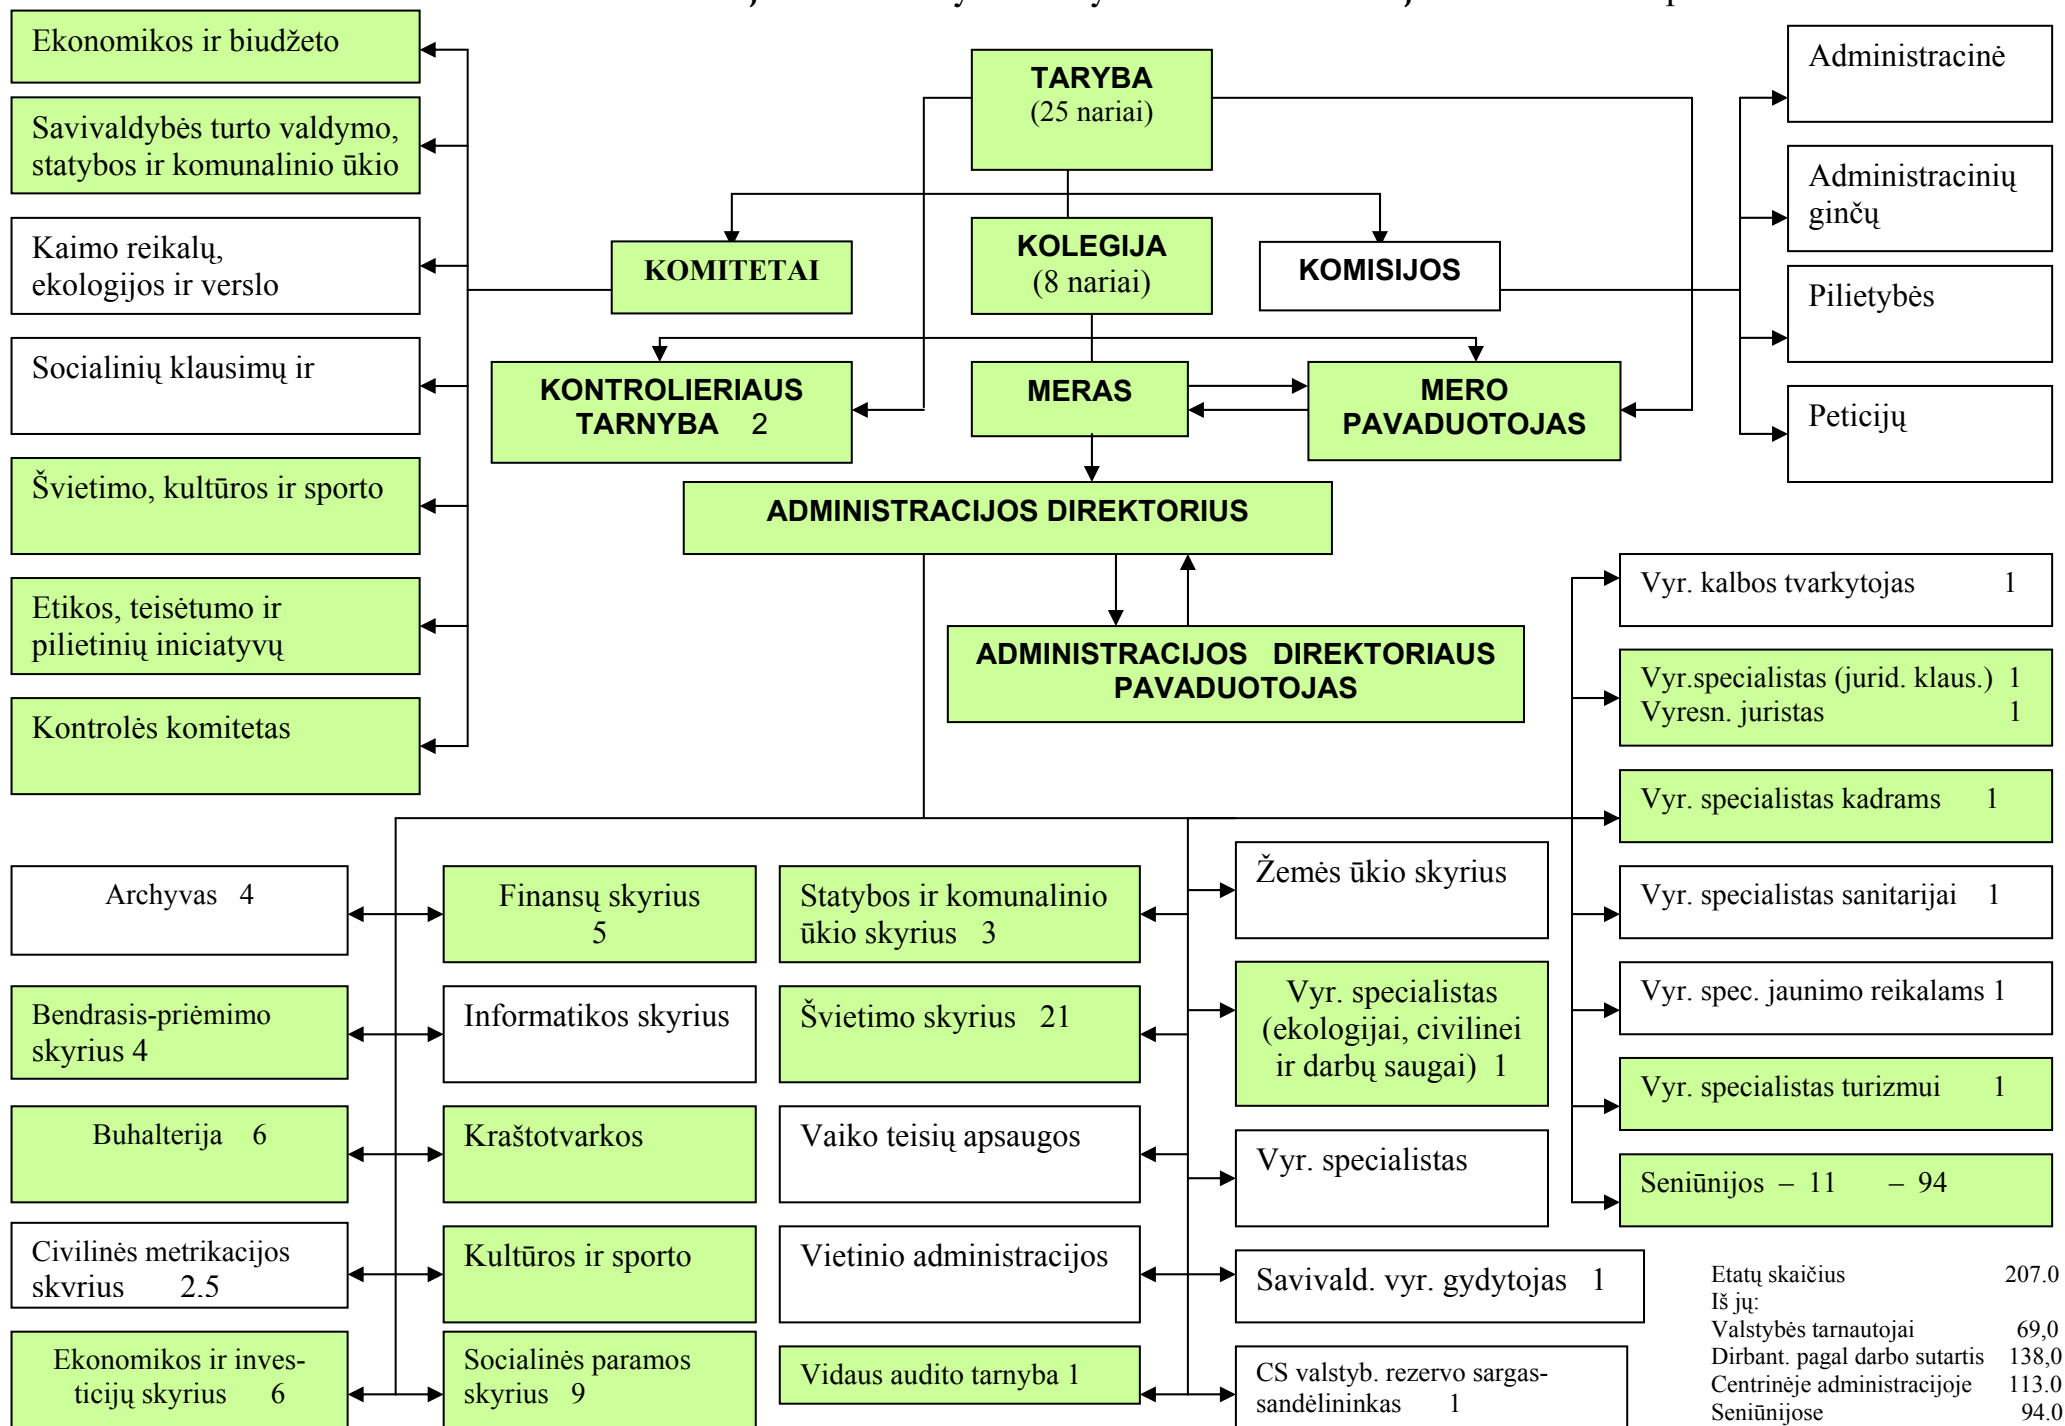 Ekonomikos ir biudžeto
Savivaldybės turto valdymo,
statybos ir komunalinio ūkio
Kaimo reikalų,
ekologijos ir verslo
Socialinių klausimų ir
Švietimo, kultūros ir sporto
Etikos, teisėtumo ir
pilietinių iniciatyvų
Kontrolės komitetas
TARYBA
(25 nariai)
KOMITETAI
KOLEGIJA
(8 nariai)
KOMISIJOS
Administracinė
Administracinių
ginčų
Pilietybės
Peticijų
KONTROLIERIAUS
TARNYBA 2
MERAS
MERO
PAVADUOTOJAS
ADMINISTRACIJOS DIREKTORIUS
ADMINISTRACIJOS DIREKTORIAUS
PAVADUOTOJAS
Vyr. kalbos tvarkytojas 1
Vyr.specialistas (jurid. klaus.) 1
Vyresn. juristas 1
Vyr. specialistas kadrams 1
Vyr. specialistas sanitarijai 1
Vyr. spec. jaunimo reikalams 1
Vyr. specialistas turizmui 1
Seniūnijos – 11 – 94
Archyvas 4
Bendrasis-priėmimo
skyrius 4
Buhalterija 6
Civilinės metrikacijos
skyrius 2.5
Ekonomikos ir inves-
ticijų skyrius 6
Finansų skyrius
5
Informatikos skyrius
Kraštotvarkos
Kultūros ir sporto
Socialinės paramos
skyrius 9
Statybos ir komunalinio
ūkio skyrius 3
Švietimo skyrius 21
Vaiko teisių apsaugos
Vietinio administracijos
Vidaus audito tarnyba 1
Žemės ūkio skyrius
Vyr. specialistas
(ekologijai, civilinei
ir darbų saugai) 1
Vyr. specialistas
Savivald. vyr. gydytojas 1
CS valstyb. rezervo sargas-
sandėlininkas 1
Etatų skaičius 207.0
Iš jų:
Valstybės tarnautojai 69,0
Dirbant. pagal darbo sutartis 138,0
Centrinėje administracijoje 113.0
Seniūnijose 94.0